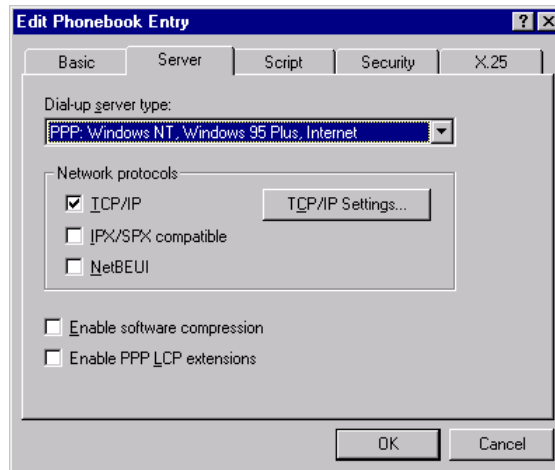 Edit Phonebook Entry
Basic Server Script Security X.25
Dial-up server type:
PPP: Windows NT, Windows 95 Plus, Internet
Network protocols
TCP/IP TCP/IP Settings...
IPX/SPX compatible
NetBEUI
Enable software compression
Enable PPP LCP extensions
OK Cancel